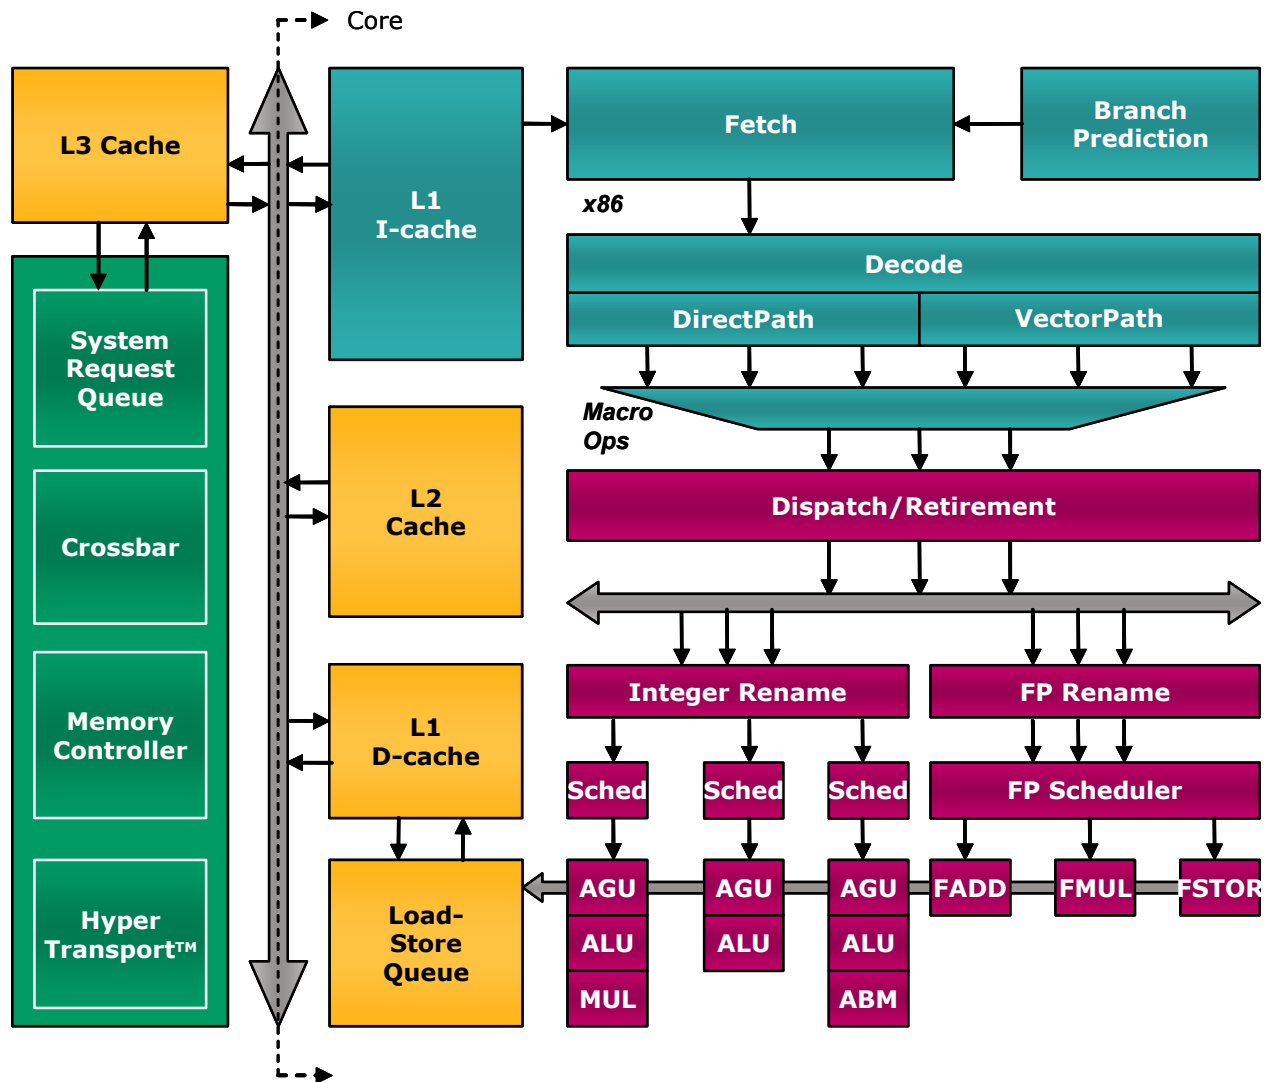 Core
L3 Cache
L1
I-cache
Fetch
Branch
Prediction
x86
Decode
DirectPath
VectorPath
System
Request
Queue
Macro
Ops
L2
Cache
Dispatch/Retirement
Crossbar
Integer Rename
FP Rename
Memory
Controller
L1
D-cache
Sched
Sched
Sched
FP Scheduler
Hyper
Transport™
Load-
Store
Queue
AGU
ALU
MUL
AGU
ALU
AGU
ALU
ABM
FADD
FMUL
FSTOR